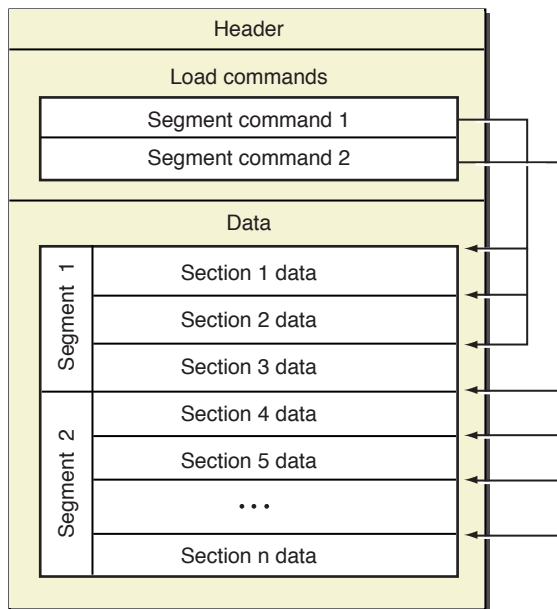 Header
Load commands
Segment command 1
Segment command 2
Data
Segment 1
Section 1 data
Section 2 data
Section 3 data
Segment 2
Section 4 data
Section 5 data
...
Section n data